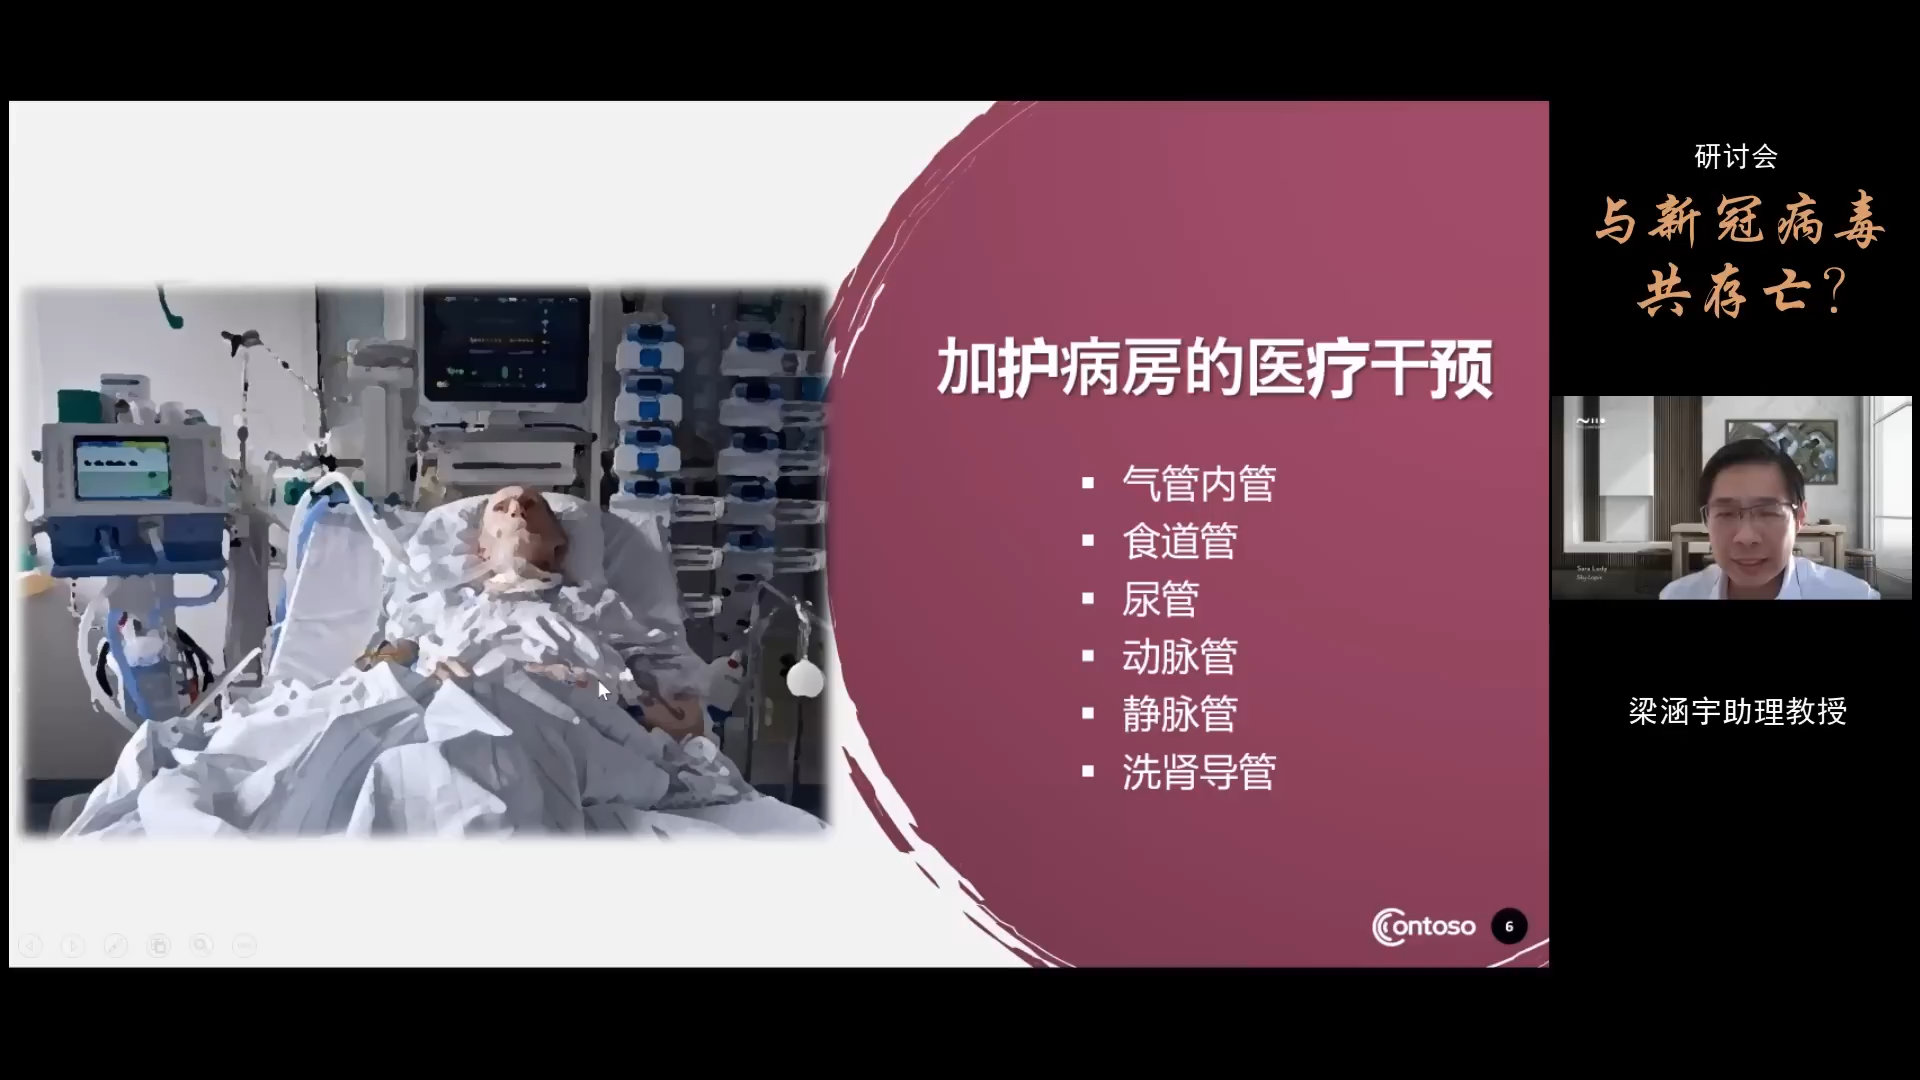 加护病房的医疗干预
气管内管
食道管
尿管
动脉管
静脉管
洗肾导管
Contoso
6
研讨会
与新冠病毒
共存亡?
梁涵宇助理教授